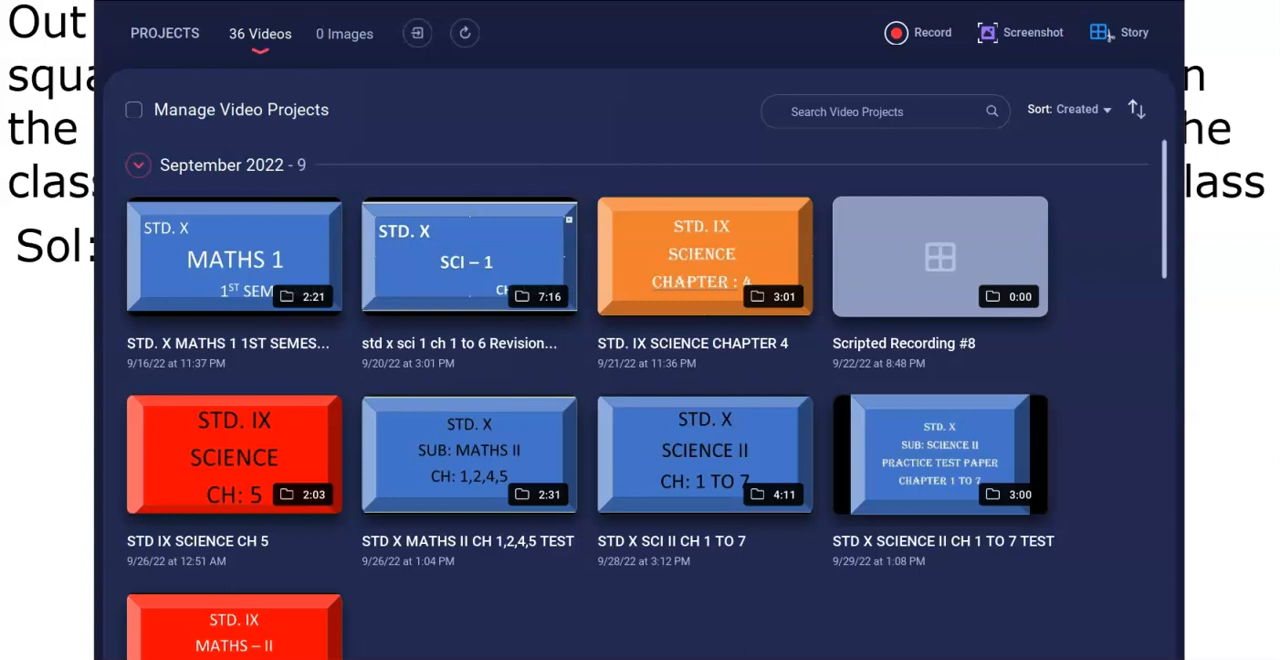 Out
squa
n
the
he
class
lass
Sol:
PROJECTS 36 Videos 0 Images
Record Screenshot Story
Manage Video Projects
Search Video Projects
Sort: Created
September 2022 - 9
STD. X
MATHS 1
1ST SEM
2:21
STD. X MATHS 1 1ST SEMES...
9/16/22 at 11:37 PM
STD. X
SCI – 1
CH
7:16
std x sci 1 ch 1 to 6 Revision...
9/20/22 at 3:01 PM
STD. IX
SCIENCE
CHAPTER : 4
3:01
STD. IX SCIENCE CHAPTER 4
9/21/22 at 11:36 PM
0:00
Scripted Recording #8
9/22/22 at 8:48 PM
STD. IX
SCIENCE
CH: 5
2:03
STD IX SCIENCE CH 5
9/26/22 at 12:51 AM
STD. X
SUB: MATHS II
CH: 1,2,4,5
2:31
STD X MATHS II CH 1,2,4,5 TEST
9/26/22 at 1:04 PM
STD. X
SCIENCE II
CH: 1 TO 7
4:11
STD X SCI II CH 1 TO 7
9/28/22 at 3:12 PM
STD. X
SUB: SCIENCE II
PRACTICE TEST PAPER
CHAPTER 1 TO 7
3:00
STD X SCIENCE II CH 1 TO 7 TEST
9/29/22 at 1:08 PM
STD. IX
MATHS – II